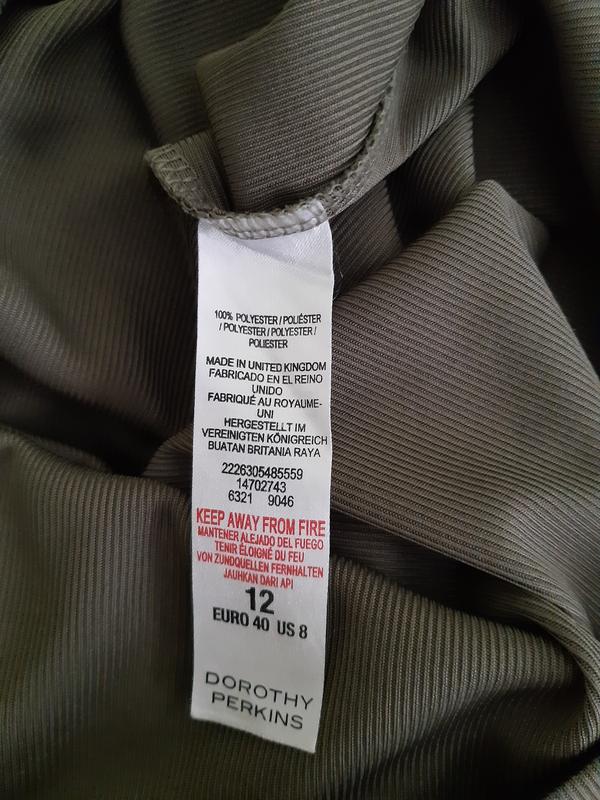 100% POLYESTER / POLIÉSTER
/ POLYESTER / POLYESTER /
POLIESTER
MADE IN UNITED KINGDOM
FABRICADO EN EL REINO
UNIDO
FABRIQUÉ AU ROYAUME-
UNI
HERGESTELLT IM
VEREINIGTEN KÖNIGREICH
BUATAN BRITANIA RAYA
2226305485559
14702743
6321 9046
KEEP AWAY FROM FIRE
MANTENER ALEJADO DEL FUEGO
TENIR ÉLOIGNÉ DU FEU
VON ZUNDQUELLEN FERNHALTEN
JAUHKAN DARI API
12
EURO 40 US 8
DOROTHY
PERKINS